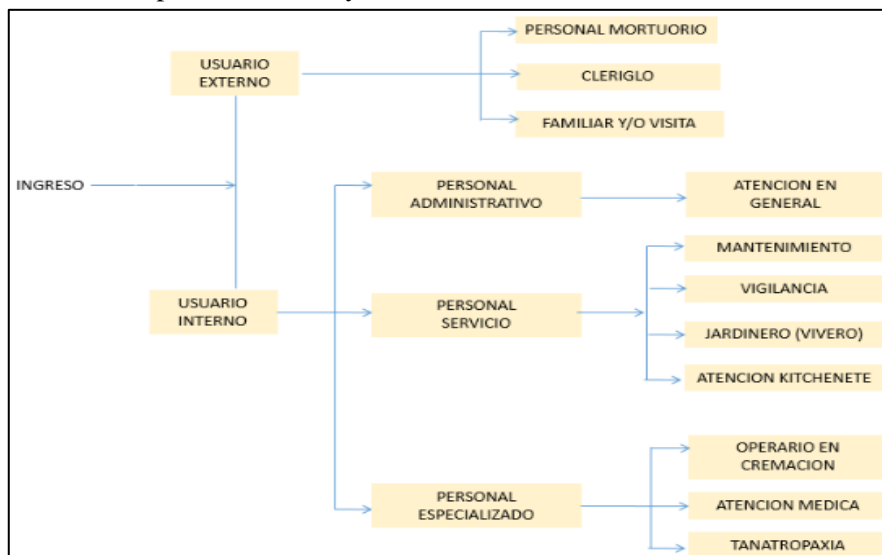 PERSONAL MORTUORIO
USUARIO
EXTERNO
CLERIGLO
FAMILIAR Y/O VISITA
INGRESO
PERSONAL
ADMINISTRATIVO
ATENCION EN
GENERAL
USUARIO
INTERNO
PERSONAL
SERVICIO
MANTENIMIENTO
VIGILANCIA
JARDINERO (VIVERO)
ATENCION KITCHENETE
PERSONAL
ESPECIALIZADO
OPERARIO EN
CREMACION
ATENCION MEDICA
TANATROPAXIA